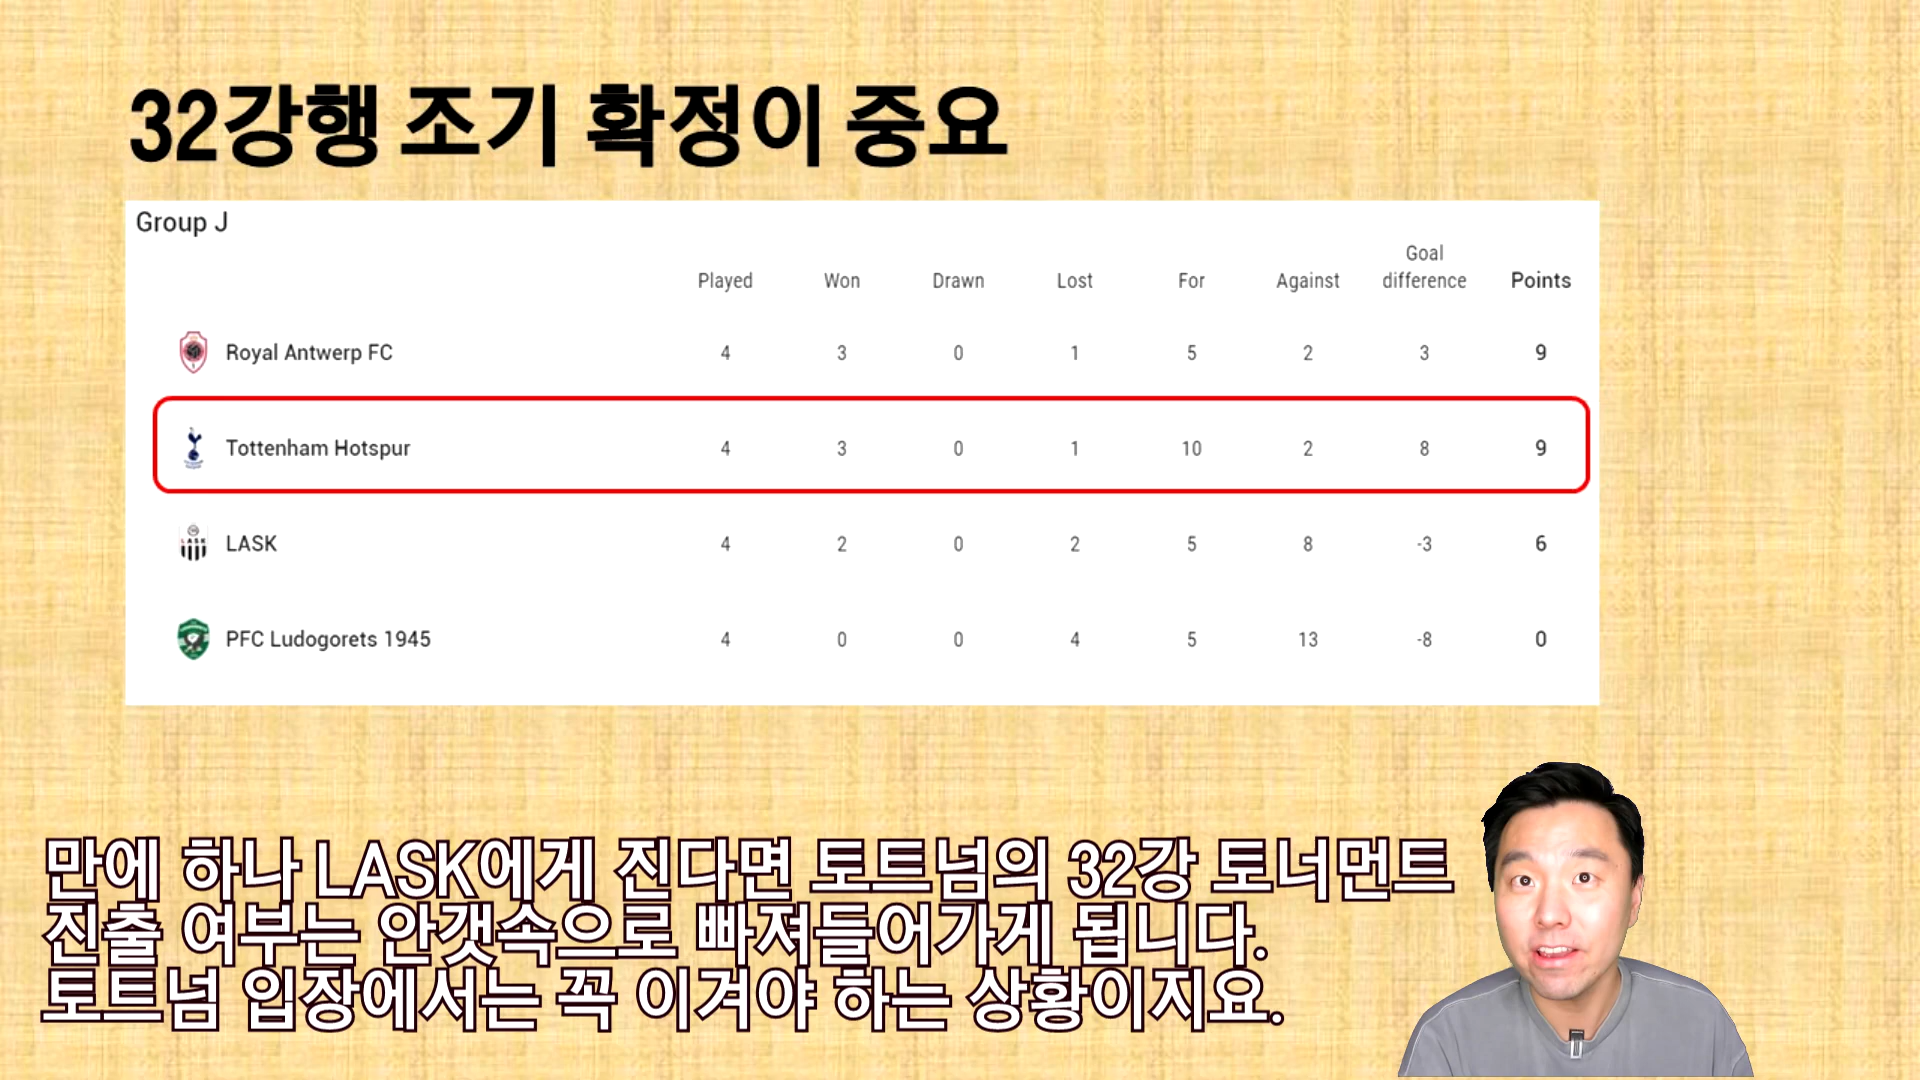 32강행 조기 확정이 중요
Group J
Played Won Drawn Lost For Against Goal difference Points
Royal Antwerp FC 4 3 0 1 5 2 3 9
Tottenham Hotspur 4 3 0 1 10 2 8 9
LASK 4 2 0 2 5 8 -3 6
PFC Ludogorets 1945 4 0 0 4 5 13 -8 0
만에 하나 LASK에게 진다면 토트넘의 32강 토너먼트
진출 여부는 안갯속으로 빠져들어가게 됩니다.
토트넘 입장에서는 꼭 이겨야 하는 상황이지요.